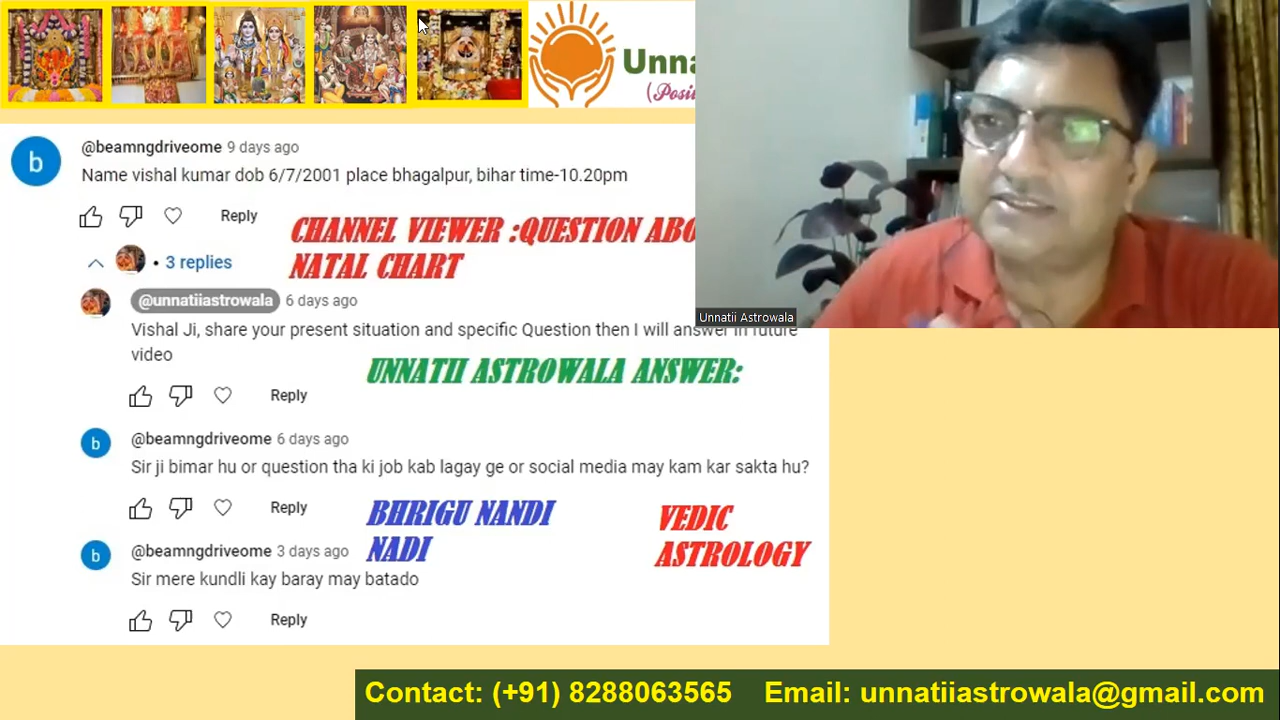 Unna
(Posi
b
@beamngdriveome 9 days ago
Name vishal kumar dob 6/7/2001 place bhagalpur, bihar time-10.20pm
Reply
CHANNEL VIEWER :QUESTION ABO
NATAL CHART
• 3 replies
@unnatiiastrowala 6 days ago
Unnatii Astrowala
Vishal Ji, share your present situation and specific Question then I will answer in future
video
UNNATII ASTROWALA ANSWER:
Reply
b
@beamngdriveome 6 days ago
Sir ji bimar hu or question tha ki job kab lagay ge or social media may kam kar sakta hu?
Reply
BHRIGU NANDI
NADI
VEDIC
ASTROLOGY
b
@beamngdriveome 3 days ago
Sir mere kundli kay baray may batado
Reply
Contact: (+91) 8288063565 Email: unnatiiastrowala@gmail.com